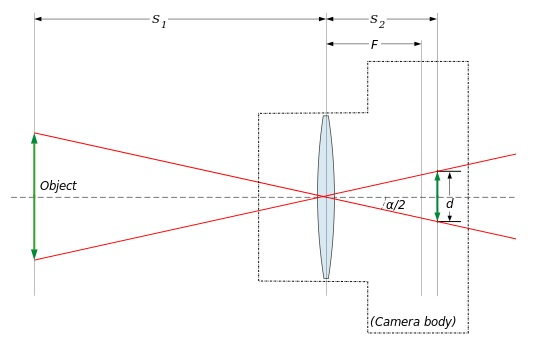 S1 S2
F
Object
α/2 d
(Camera body)